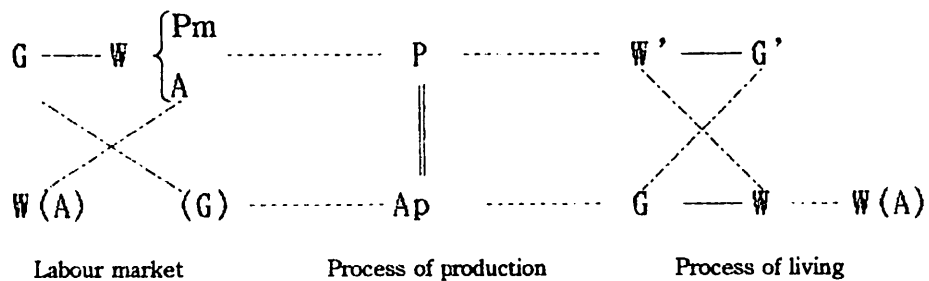 Pm
G — W { ------ P ------ W' — G'
A
W(A) (G) ------ Ap ------ G — W ---- W(A)
Labour market Process of production Process of living